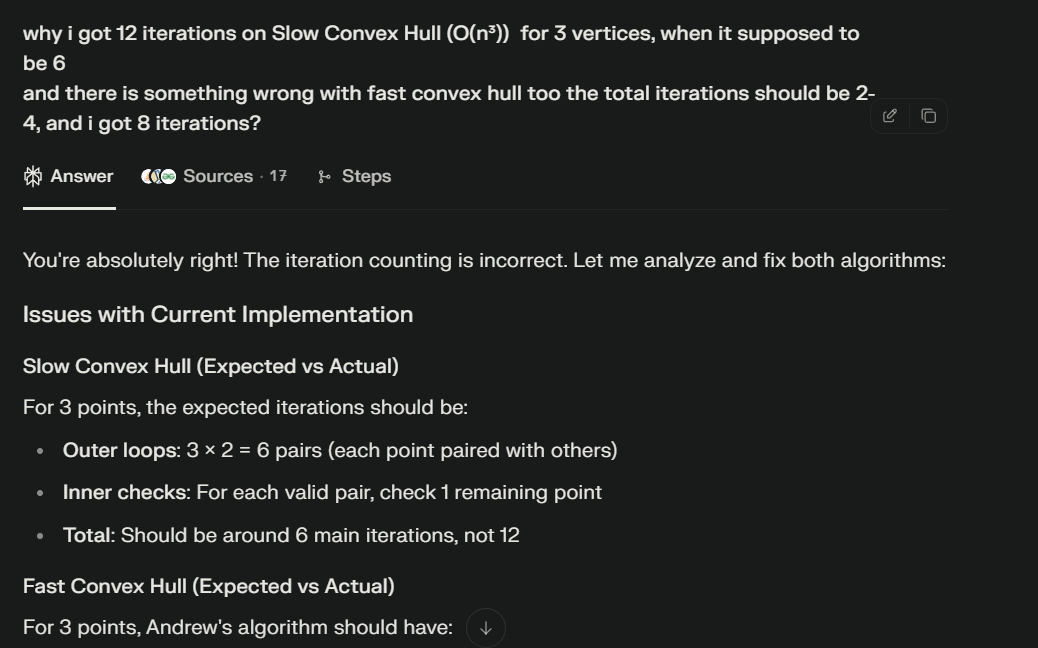 why i got 12 iterations on Slow Convex Hull (O(n³))  for 3 vertices, when it supposed to
be 6
and there is something wrong with fast convex hull too the total iterations should be 2-
4, and i got 8 iterations?
Answer
Sources · 17
Steps
You're absolutely right! The iteration counting is incorrect. Let me analyze and fix both algorithms:
Issues with Current Implementation
Slow Convex Hull (Expected vs Actual)
For 3 points, the expected iterations should be:
• Outer loops: 3 × 2 = 6 pairs (each point paired with others)
• Inner checks: For each valid pair, check 1 remaining point
• Total: Should be around 6 main iterations, not 12
Fast Convex Hull (Expected vs Actual)
For 3 points, Andrew's algorithm should have: